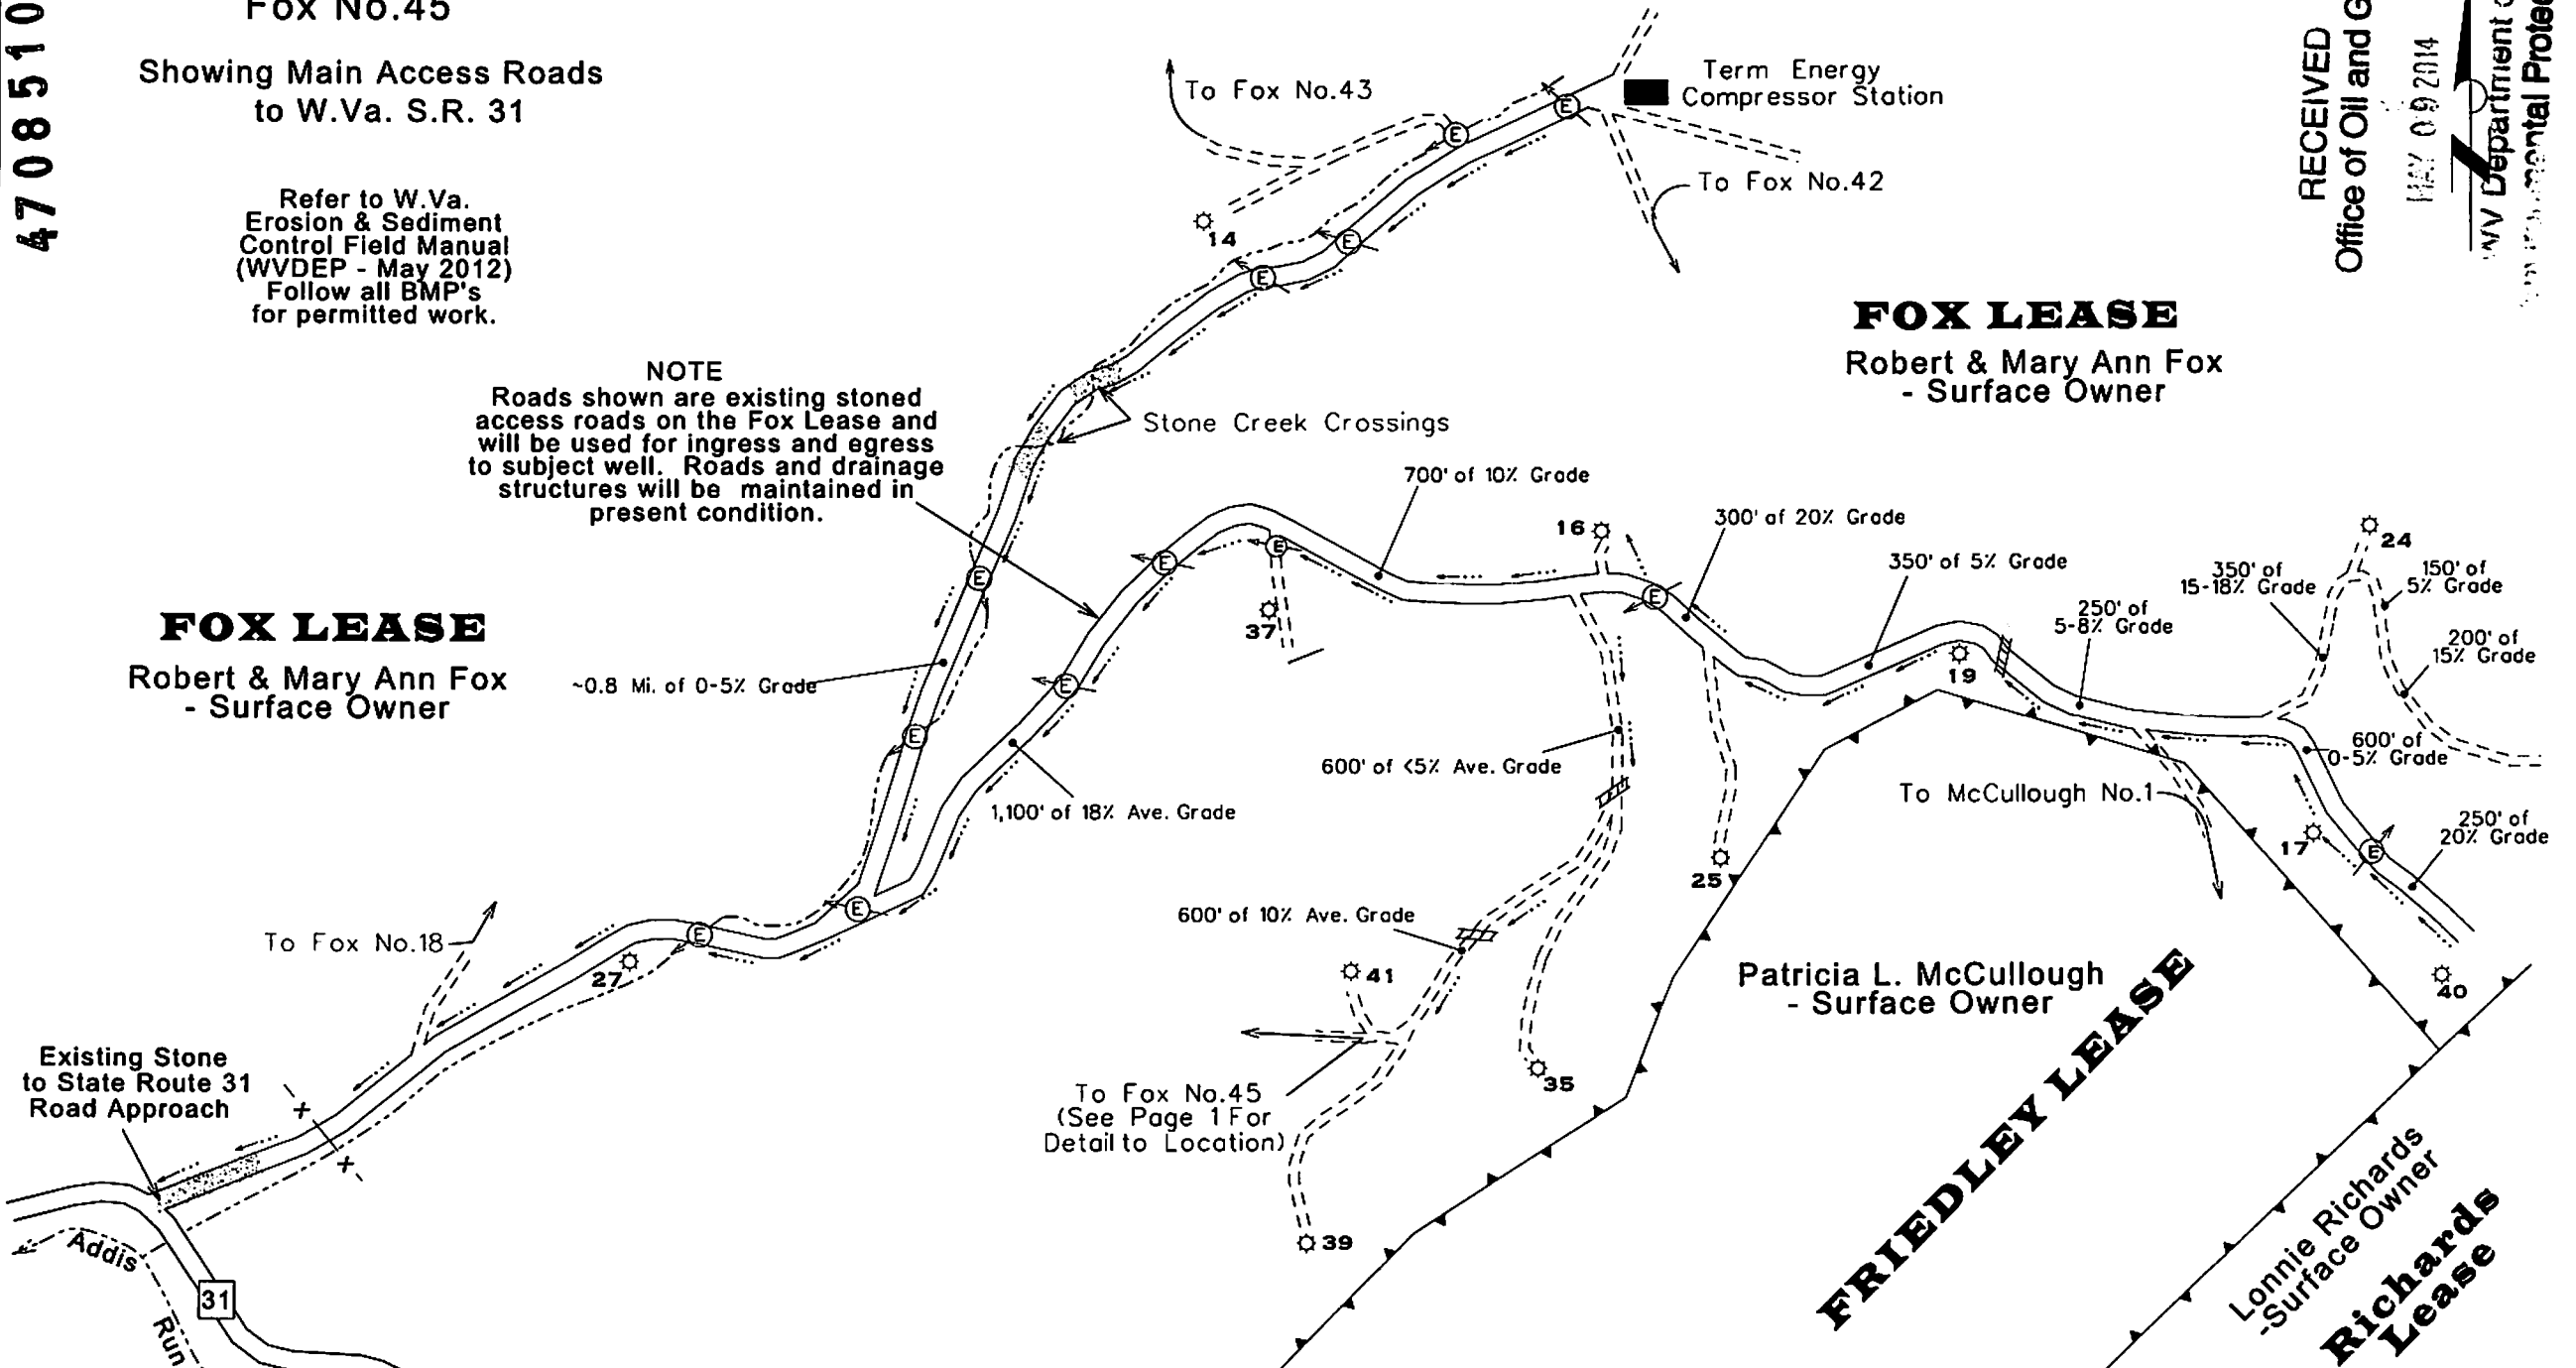 4708510
Fox No.45
Showing Main Access Roads
to W.Va. S.R. 31
Refer to W.Va.
Erosion & Sediment
Control Field Manual
(WVDEP - May 2012)
Follow all BMP's
for permitted work.
To Fox No.43
Term Energy
Compressor Station
To Fox No.42
RECEIVED
Office of Oil and G
MAY 09 2014
WV Department o
mental Protec
E
E
E
E
14
FOX LEASE
Robert & Mary Ann Fox
- Surface Owner
NOTE
Roads shown are existing stoned
access roads on the Fox Lease and
will be used for ingress and egress
to subject well. Roads and drainage
structures will be maintained in
present condition.
Stone Creek Crossings
700' of 10% Grade
16
300' of 20% Grade
350' of 5% Grade
24
350' of
15-18% Grade
150' of
5% Grade
250' of
5-8% Grade
200' of
15% Grade
E
E
E
E
37
19
FOX LEASE
Robert & Mary Ann Fox
- Surface Owner
~0.8 Mi. of 0-5% Grade
E
E
600' of <5% Ave. Grade
600' of
0-5% Grade
To McCullough No.1
1,100' of 18% Ave. Grade
250' of
20% Grade
17
E
25
E
E
To Fox No.18
27
600' of 10% Ave. Grade
41
Patricia L. McCullough
- Surface Owner
40
Existing Stone
to State Route 31
Road Approach
To Fox No.45
(See Page 1 For
Detail to Location)
35
39
FRIEDLEY LEASE
Lonnie Richards
-Surface Owner
Richards
Lease
Addis
Run
31